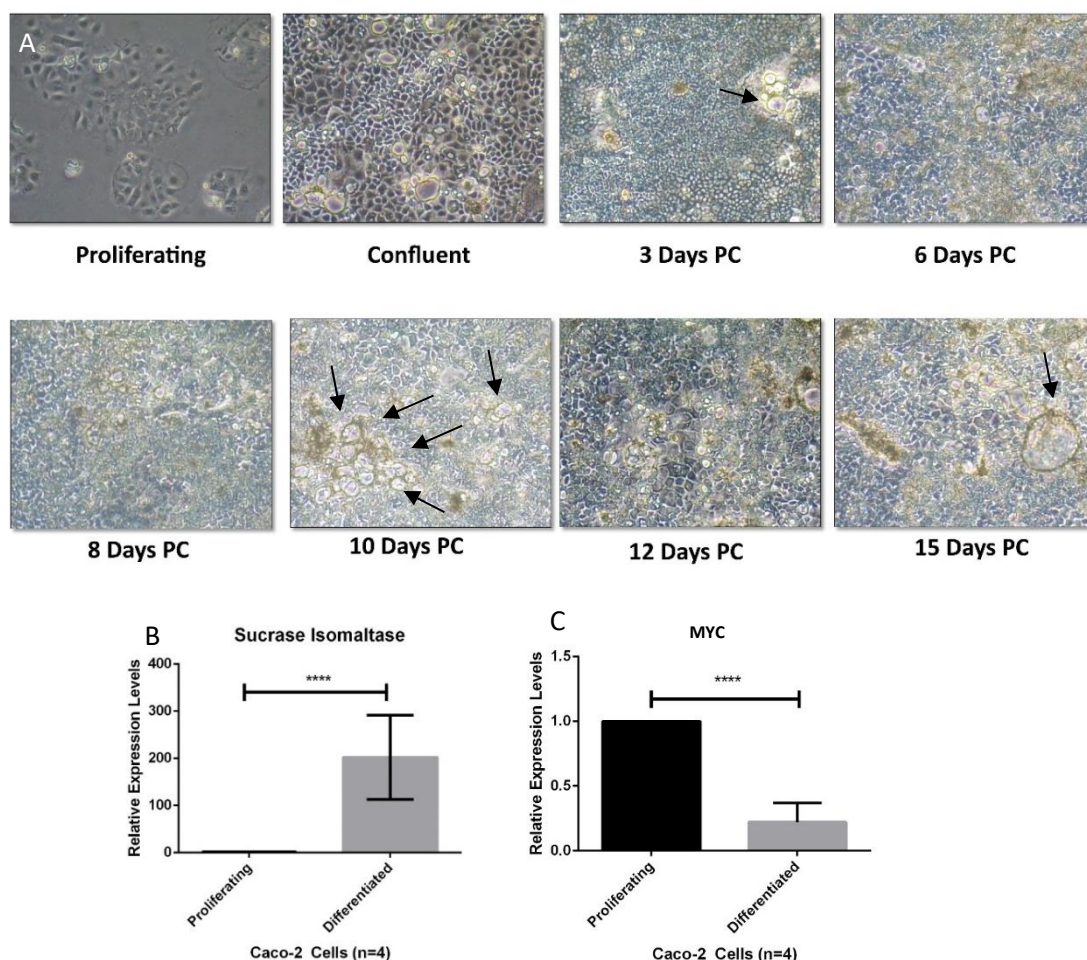 A
Proliferating Confluent 3 Days PC 6 Days PC
8 Days PC 10 Days PC 12 Days PC 15 Days PC
B
Sucrase Isomaltase
Relative Expression Levels
400
300
200
100
0
****
Proliferating
Differentiated
Caco-2 Cells (n=4)
C
MYC
Relative Expression Levels
1.5
1.0
0.5
0.0
****
Proliferating
Differentiated
Caco-2 Cells (n=4)